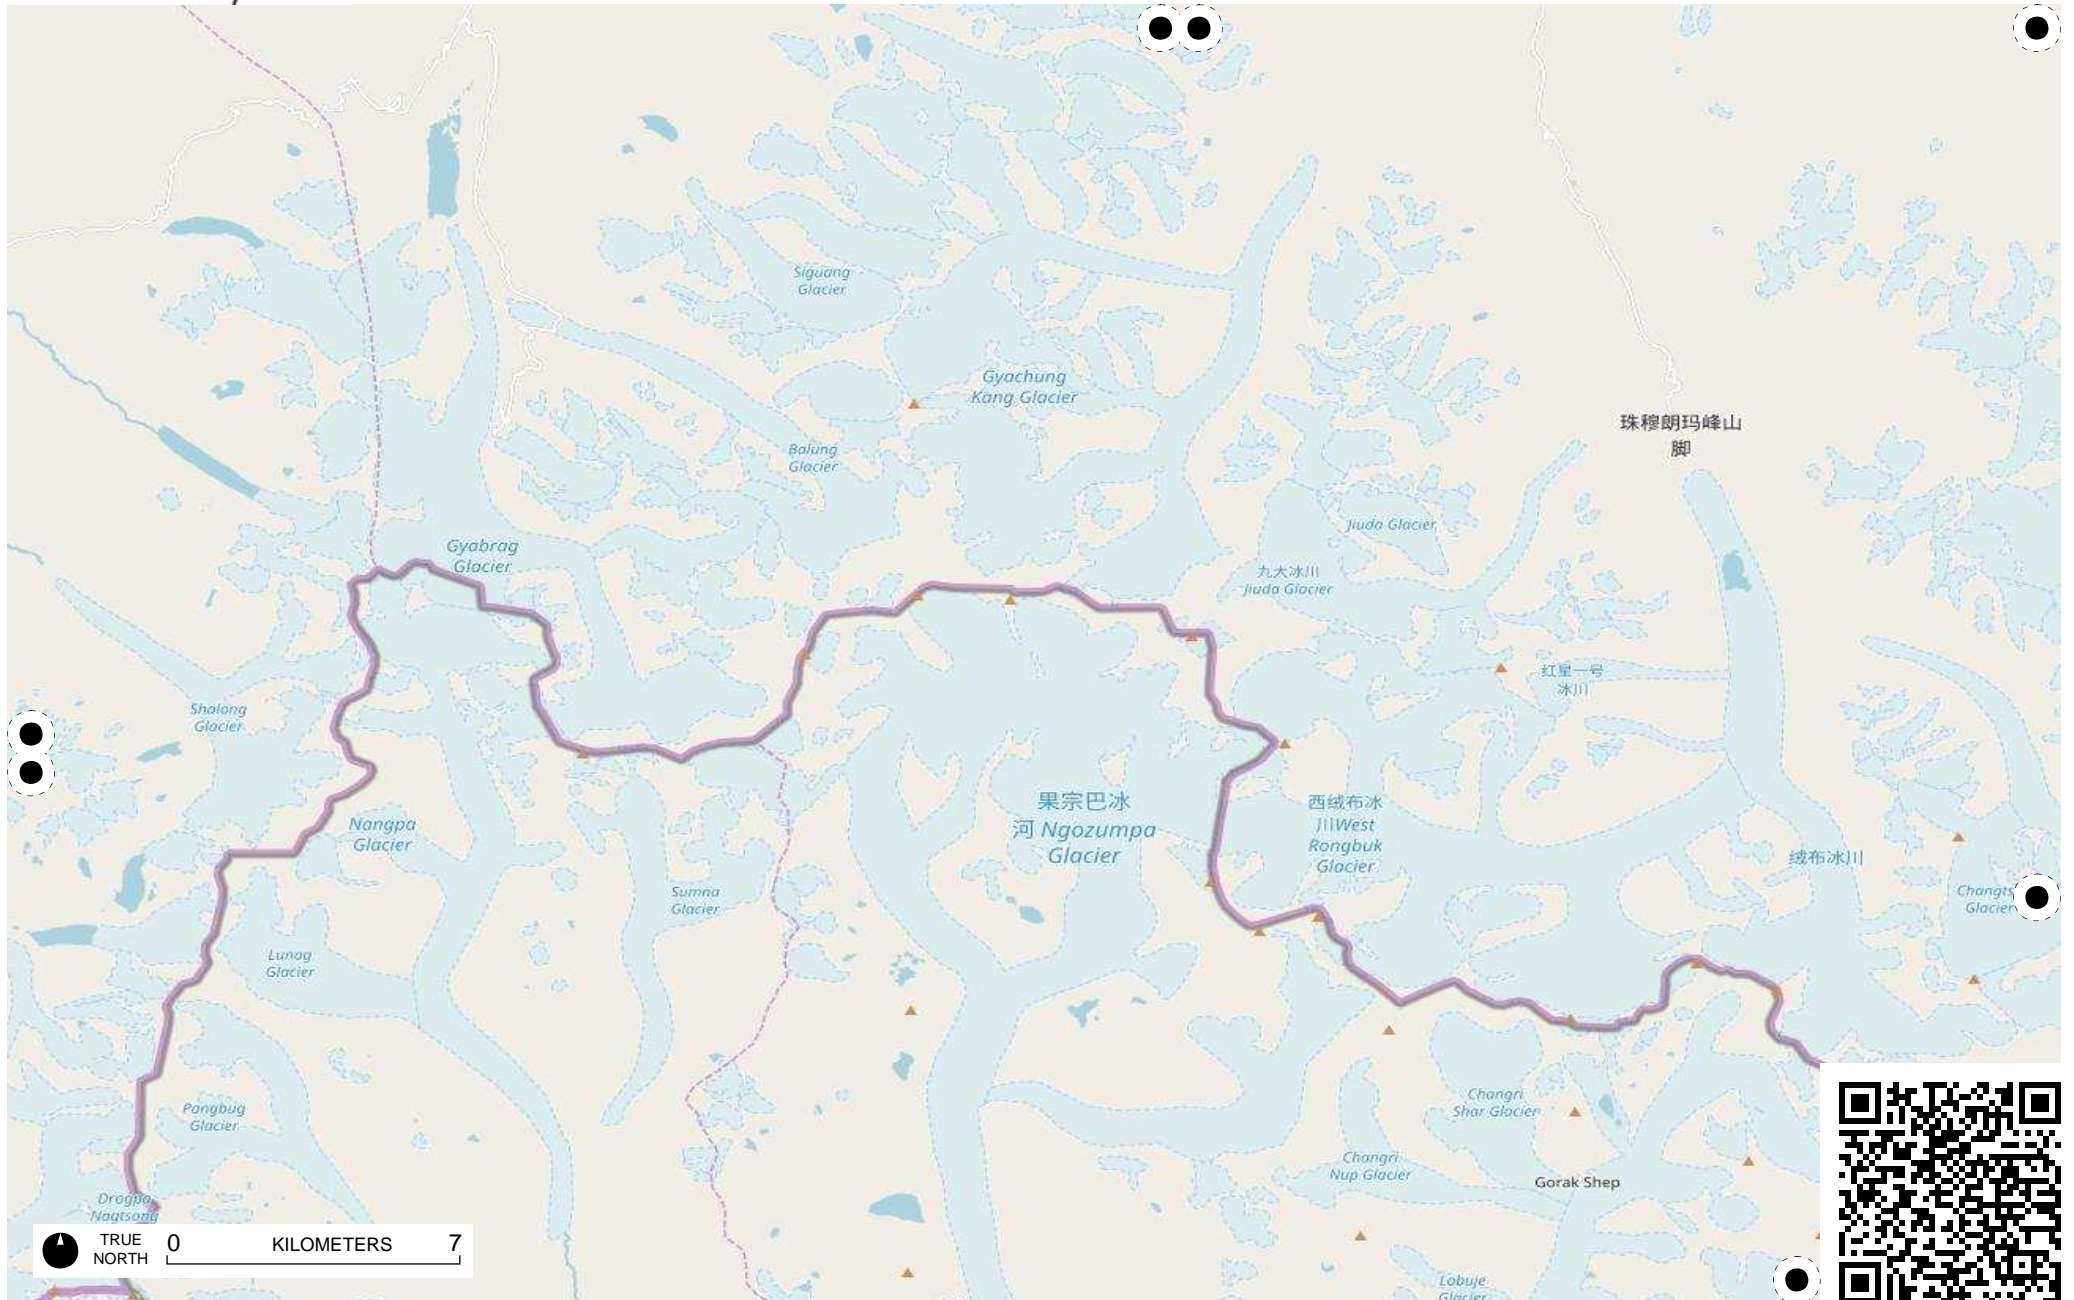 Siguang
Glacier
Gyachung
Kang Glacier
珠穆朗玛峰山
脚
Balung
Glacier
Jiuda Glacier
Gyabrag
Glacier
九大冰川
Jiuda Glacier
红星一号
冰川
Sholong
Glacier
Nangpa
Glacier
果宗巴冰
河 Ngozumpa
Glacier
西绒布冰
川West
Rongbuk
Glacier
绒布冰川
Sumna
Glacier
Changts
Glacier
Lunag
Glacier
Pangbug
Glacier
Changri
Shar Glacier
Changri
Nup Glacier
Gorak Shep
Drogpa
Nagtsang
TRUE
NORTH
0 KILOMETERS 7
Lobuje
Glacier